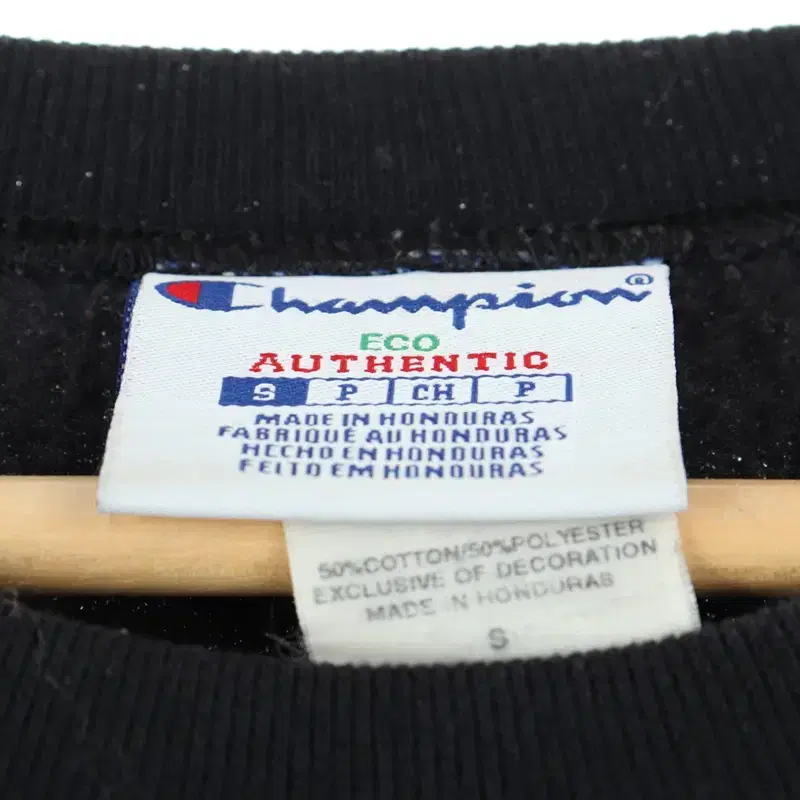 Champion®
ECO
AUTHENTIC
S P CH P
MADE IN HONDURAS
FABRIQUÉ AU HONDURAS
HECHO EN HONDURAS
FEITO EM HONDURAS
50%COTTON/50%POLYESTER
EXCLUSIVE OF DECORATION
MADE IN HONDURAS
S